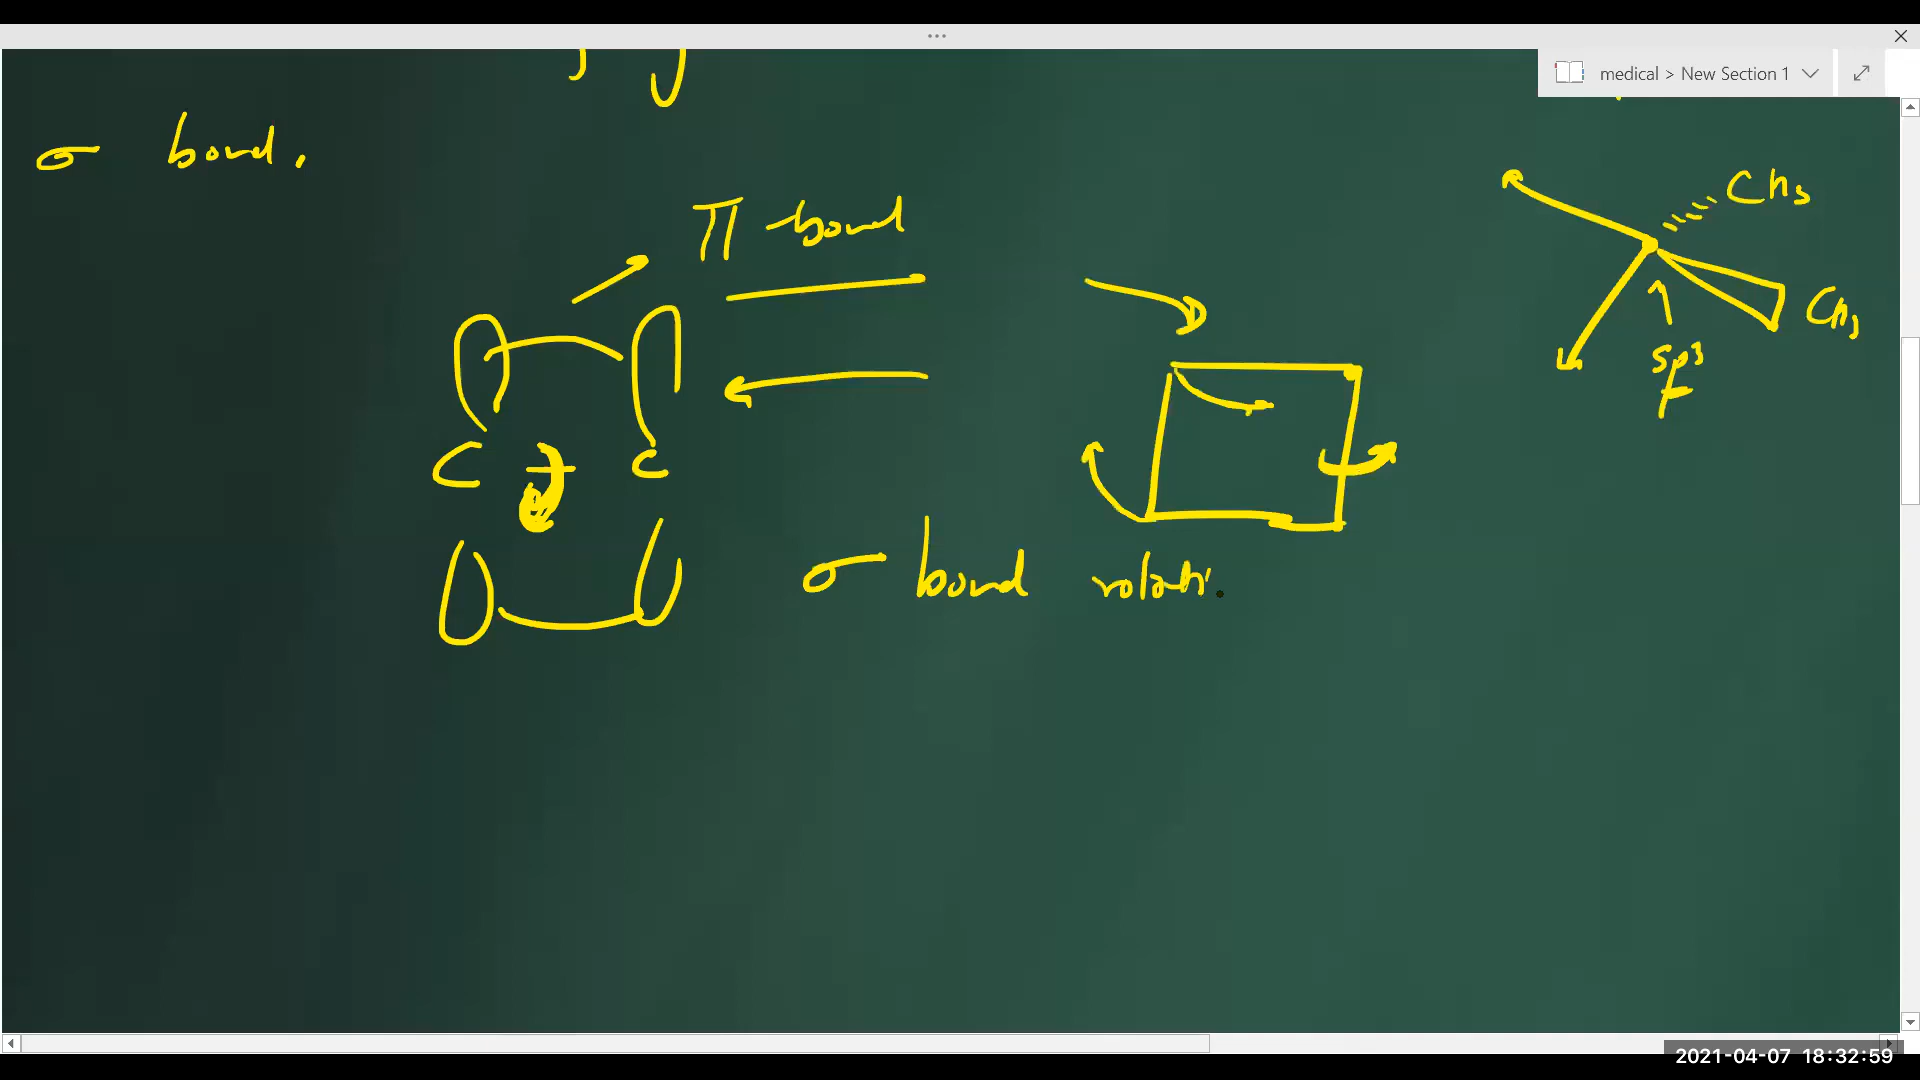 medical > New Section 1
σ bond.
π-bond
CH3
CH3
sp3
C C
σ bond rotati
2021-04-07 18:32:59